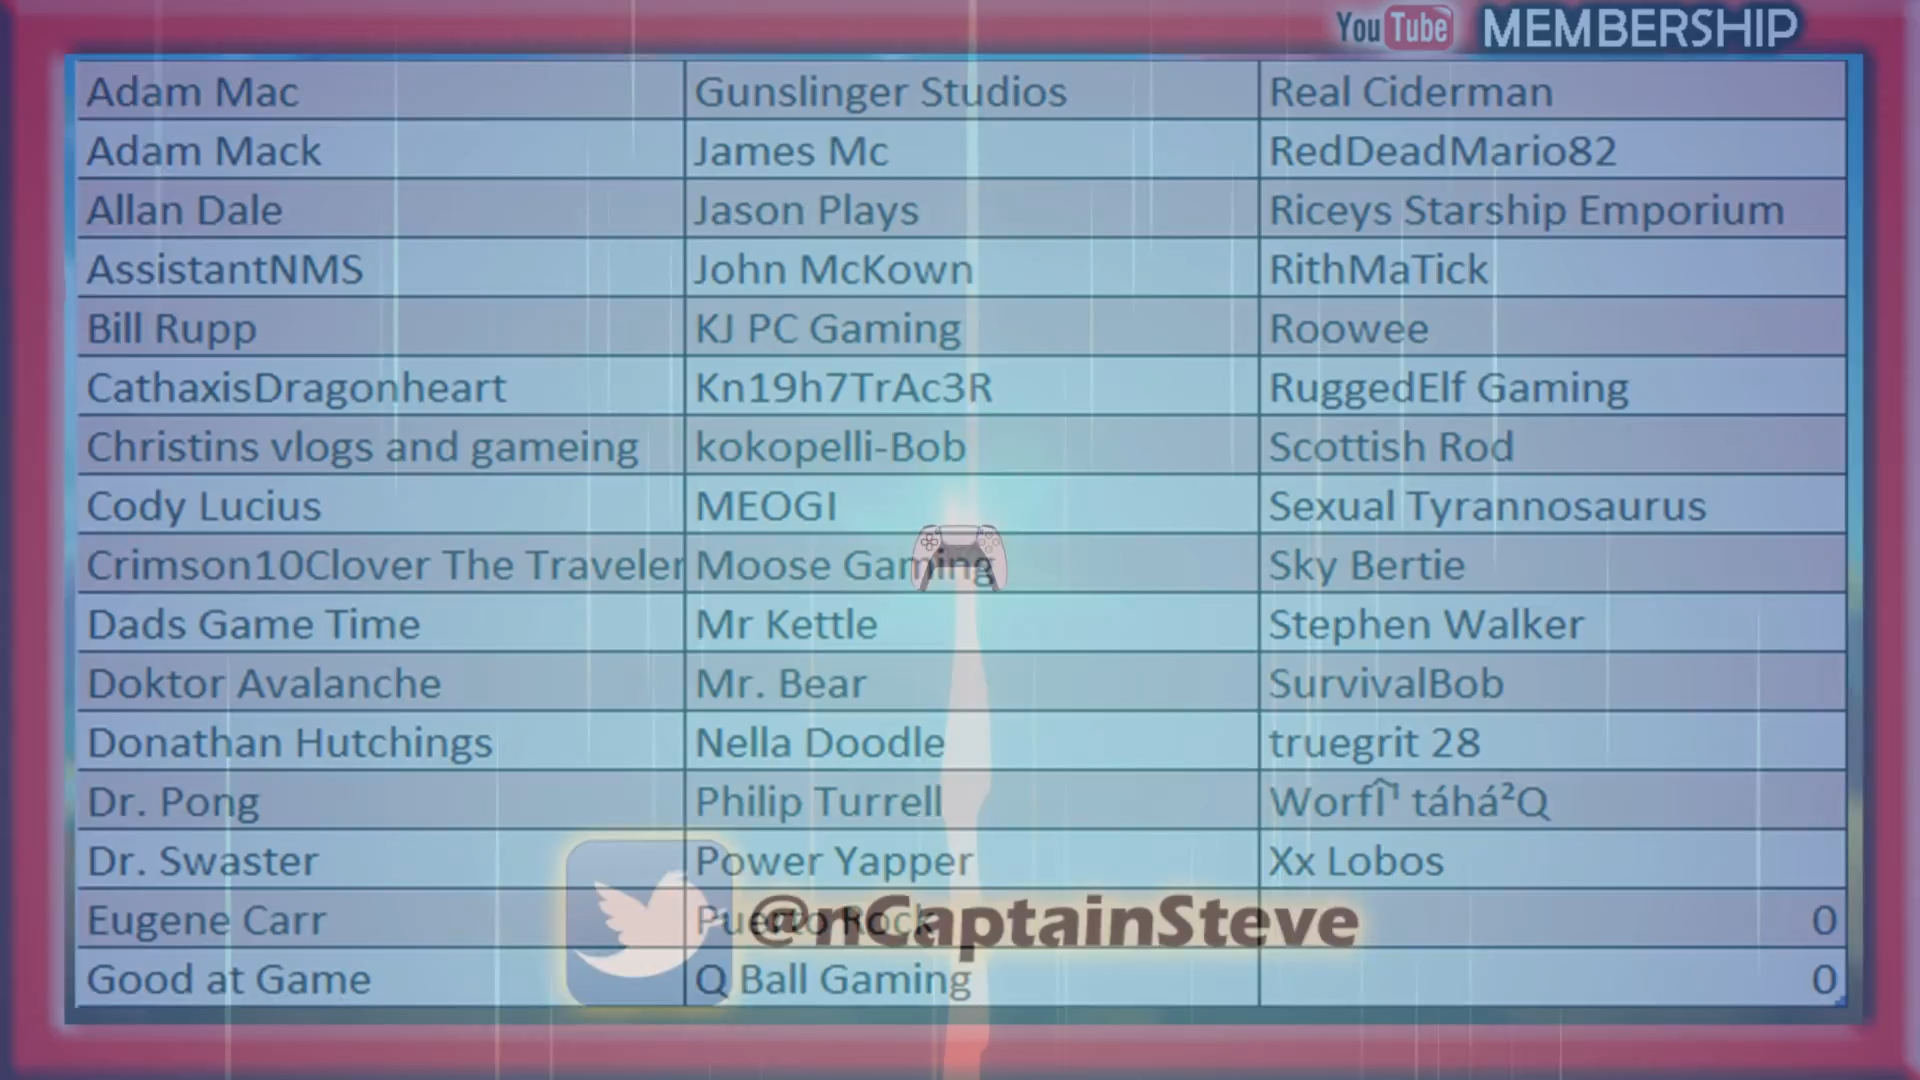 YouTube MEMBERSHIP
Adam Mac Gunslinger Studios Real Ciderman
Adam Mack James Mc RedDeadMario82
Allan Dale Jason Plays Riceys Starship Emporium
AssistantNMS John McKown RithMaTick
Bill Rupp KJ PC Gaming Roowee
CathaxisDragonheart Kn19h7TrAc3R RuggedElf Gaming
Christins vlogs and gameing kokopelli-Bob Scottish Rod
Cody Lucius MEOGI Sexual Tyrannosaurus
Crimson10Clover The Traveler Moose Gaming Sky Bertie
Dads Game Time Mr Kettle Stephen Walker
Doktor Avalanche Mr. Bear SurvivalBob
Donathan Hutchings Nella Doodle truegrit 28
Dr. Pong Philip Turrell táhá²Q
Dr. Swaster Power Yapper Xx Lobos
Eugene Carr Puerto Rock 0
@nCaptainSteve
Good at Game Q Ball Gaming 0